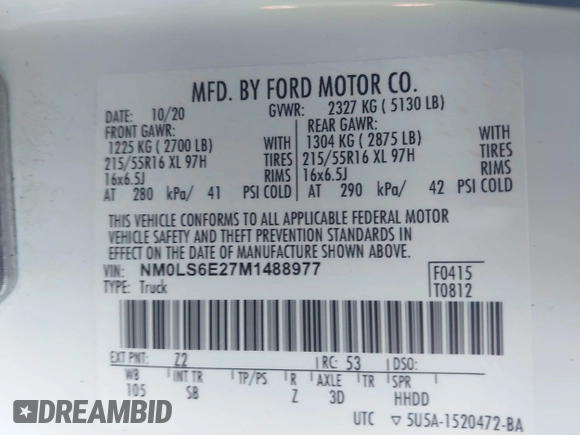 MFD. BY FORD MOTOR CO.
DATE: 10/20 GVWR: 2327 KG ( 5130 LB)
FRONT GAWR: REAR GAWR:
1225 KG ( 2700 LB) WITH 1304 KG ( 2875 LB) WITH
215/55R16 XL 97H TIRES 215/55R16 XL 97H TIRES
16x6.5J RIMS 16x6.5J RIMS
AT 280 kPa/ 41 PSI COLD AT 290 kPa/ 42 PSI COLD
THIS VEHICLE CONFORMS TO ALL APPLICABLE FEDERAL MOTOR
VEHICLE SAFETY AND THEFT PREVENTION STANDARDS IN
EFFECT ON THE DATE OF MANUFACTURE SHOWN ABOVE.
VIN: NM0LS6E27M1488977 F0415
TYPE: Truck T0812
EXT PNT: Z2 RC: 53 DSO:
WB INT TR TP/PS R AXLE TR SPR
105 SB Z 3D HHDD
UTC ▽ 5U5A-1520472-BA
DREAMBID